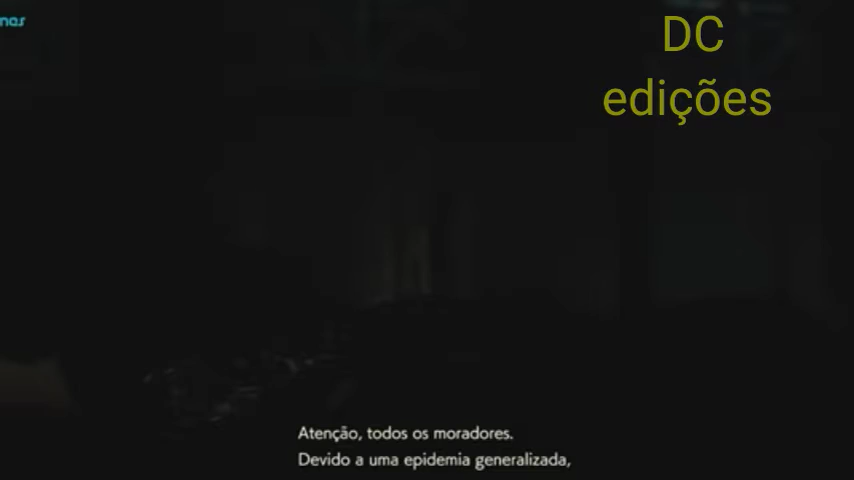 DC
edições
Atenção, todos os moradores.
Devido a uma epidemia generalizada,